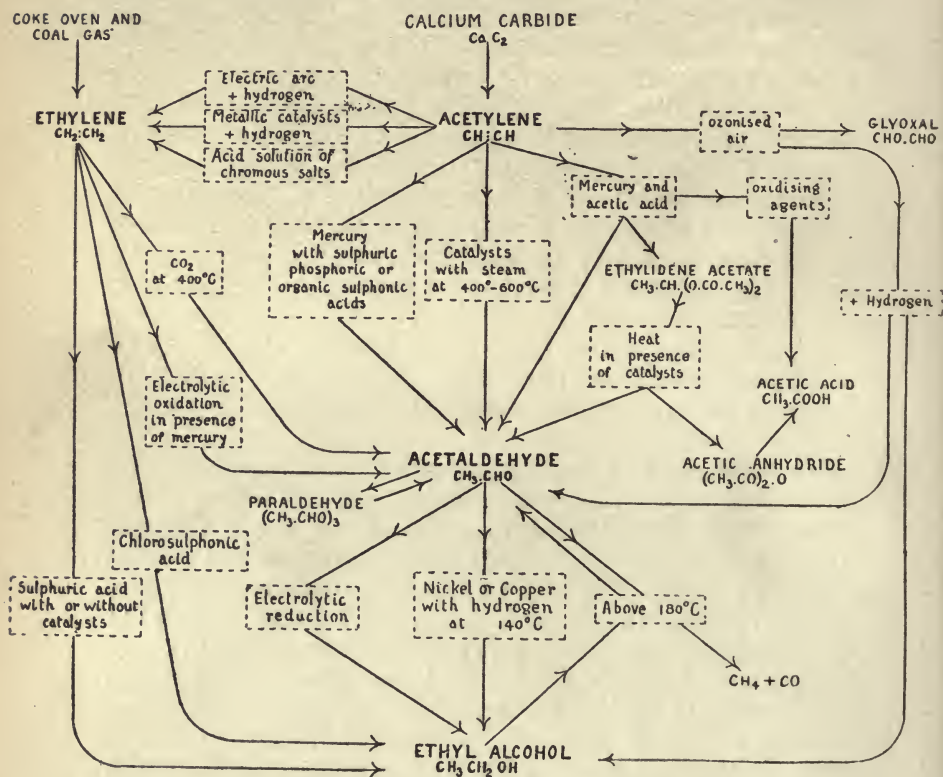 COKE OVEN AND
COAL GAS
CALCIUM CARBIDE
CaC2
Electric arc
+ hydrogen
ETHYLENE
CH2:CH2
Metallic catalysts
+ hydrogen
Acid solution of
chromous salts
ACETYLENE
CH:CH
ozonised
air
GLYOXAL
CHO.CHO
Mercury and
acetic acid
oxidising
agents
Mercury
with sulphuric
phosphoric or
organic sulphonic
acids
Catalysts
with steam
at 400°-600°C
CO2
at 400°C
ETHYLIDENE ACETATE
CH3.CH.(O.CO.CH3)2
+ Hydrogen
Heat
in presence
of catalysts
Electrolytic
oxidation
in presence
of mercury
ACETIC ACID
CH3.COOH
ACETALDEHYDE
CH3.CHO
ACETIC ANHYDRIDE
(CH3.CO)2.O
PARALDEHYDE
(CH3.CHO)3
Chlorosulphonic
acid
Sulphuric acid
with or without
catalysts
Electrolytic
reduction
Nickel or Copper
with hydrogen
at 140°C
Above 180°C
CH4 + CO
ETHYL ALCOHOL
CH3 CH2 OH